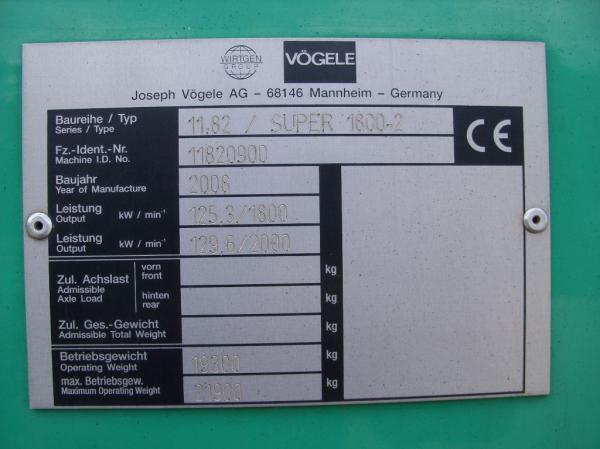 WIRTGEN
GROUP
VÖGELE
Joseph Vögele AG – 68146 Mannheim – Germany
Baureihe / Typ
Series / Type
11.82 / SUPER 1800-2
CE
Fz.-Ident.-Nr.
Machine I.D. No.
11820900
Baujahr
Year of Manufacture
2006
Leistung
Output
kW / min⁻¹
125.3/1800
Leistung
Output
kW / min⁻¹
129.6/2000
Zul. Achslast
Admissible
Axle Load
vorn
front
kg
hinten
rear
kg
Zul. Ges.-Gewicht
Admissible Total Weight
kg
Betriebsgewicht
Operating Weight
19300
kg
max. Betriebsgew.
Maximum Operating Weight
21900
kg